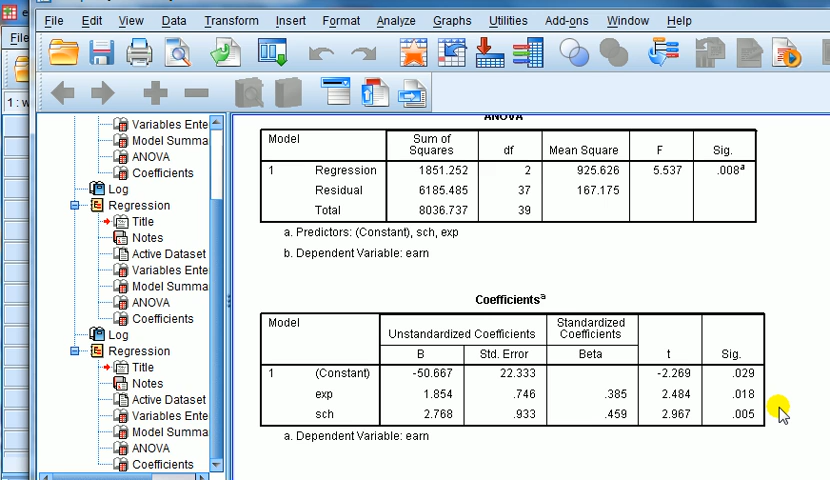 File Edit View Data Transform Insert Format Analyze Graphs Utilities Add-ons Window Help
File
1 :
Variables Ente
Model Summa
ANOVA
Coefficients
Log
Regression
Title
Notes
Active Dataset
Variables Ente
Model Summa
ANOVA
Coefficients
Log
Regression
Title
Notes
Active Dataset
Variables Ente
Model Summa
ANOVA
Coefficients
ANOVA
Model Sum of Squares df Mean Square F Sig.
1 Regression 1851.252 2 925.626 5.537 .008a
Residual 6185.485 37 167.175
Total 8036.737 39
a. Predictors: (Constant), sch, exp
b. Dependent Variable: earn
Coefficientsa
Model Unstandardized Coefficients Standardized Coefficients
B Std. Error Beta t Sig.
1 (Constant) -50.667 22.333 -2.269 .029
exp 1.854 .746 .385 2.484 .018
sch 2.768 .933 .459 2.967 .005
a. Dependent Variable: earn